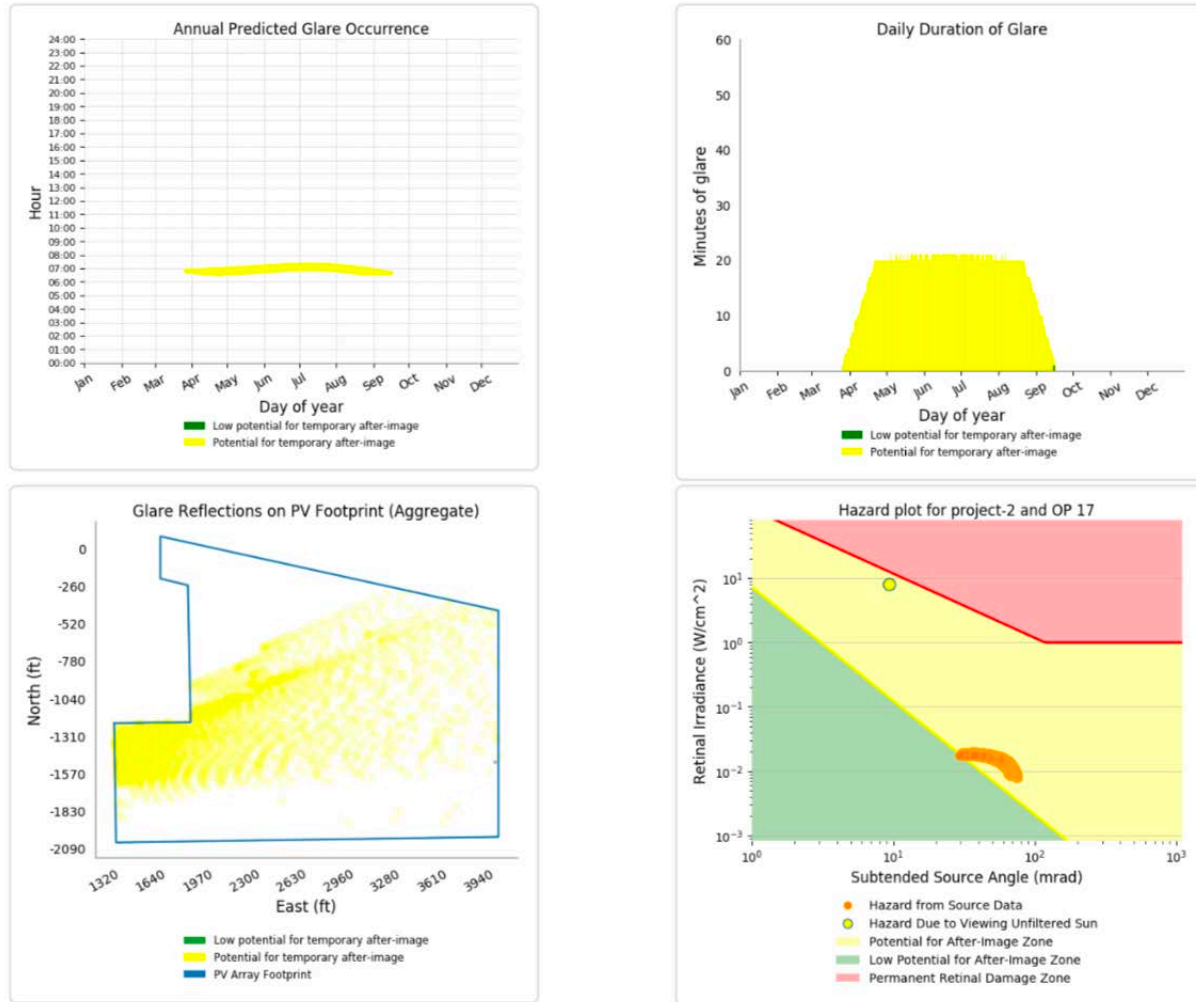 Annual Predicted Glare Occurrence
24:00
23:00
22:00
21:00
20:00
19:00
18:00
17:00
16:00
15:00
14:00
13:00
12:00
11:00
10:00
09:00
08:00
07:00
06:00
05:00
04:00
03:00
02:00
01:00
00:00
Hour
Jan Feb Mar Apr May Jun Jul Aug Sep Oct Nov Dec
Day of year
Low potential for temporary after-image
Potential for temporary after-image
Daily Duration of Glare
60
50
40
30
20
10
0
Minutes of glare
Jan Feb Mar Apr May Jun Jul Aug Sep Oct Nov Dec
Day of year
Low potential for temporary after-image
Potential for temporary after-image
Glare Reflections on PV Footprint (Aggregate)
0
-260
-520
-780
-1040
-1310
-1570
-1830
-2090
North (ft)
1320 1640 1970 2300 2630 2960 3280 3610 3940
East (ft)
Low potential for temporary after-image
Potential for temporary after-image
PV Array Footprint
Hazard plot for project-2 and OP 17
10^1
10^0
10^-1
10^-2
10^-3
Retinal Irradiance (W/cm^2)
10^0 10^1 10^2 10^3
Subtended Source Angle (mrad)
Hazard from Source Data
Hazard Due to Viewing Unfiltered Sun
Potential for After-Image Zone
Low Potential for After-Image Zone
Permanent Retinal Damage Zone